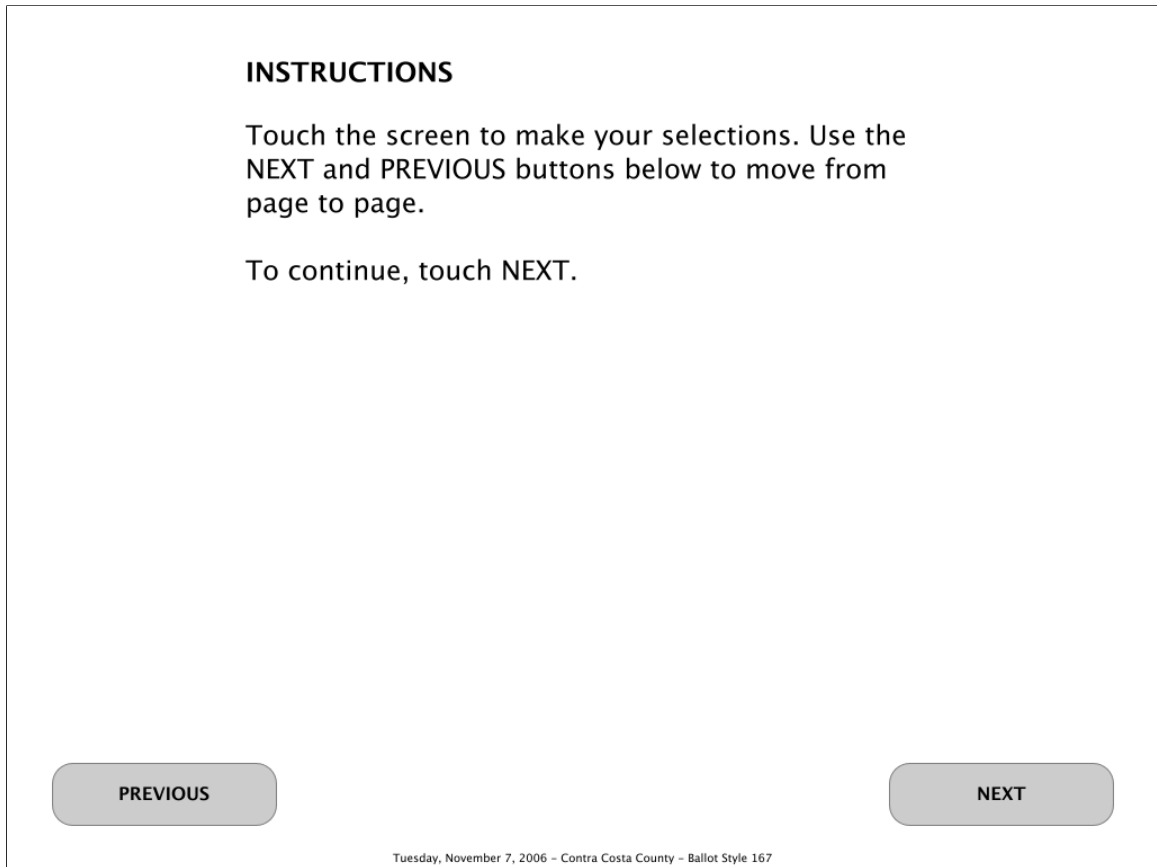 INSTRUCTIONS
Touch the screen to make your selections. Use the
NEXT and PREVIOUS buttons below to move from
page to page.
To continue, touch NEXT.
PREVIOUS
NEXT
Tuesday, November 7, 2006 – Contra Costa County – Ballot Style 167